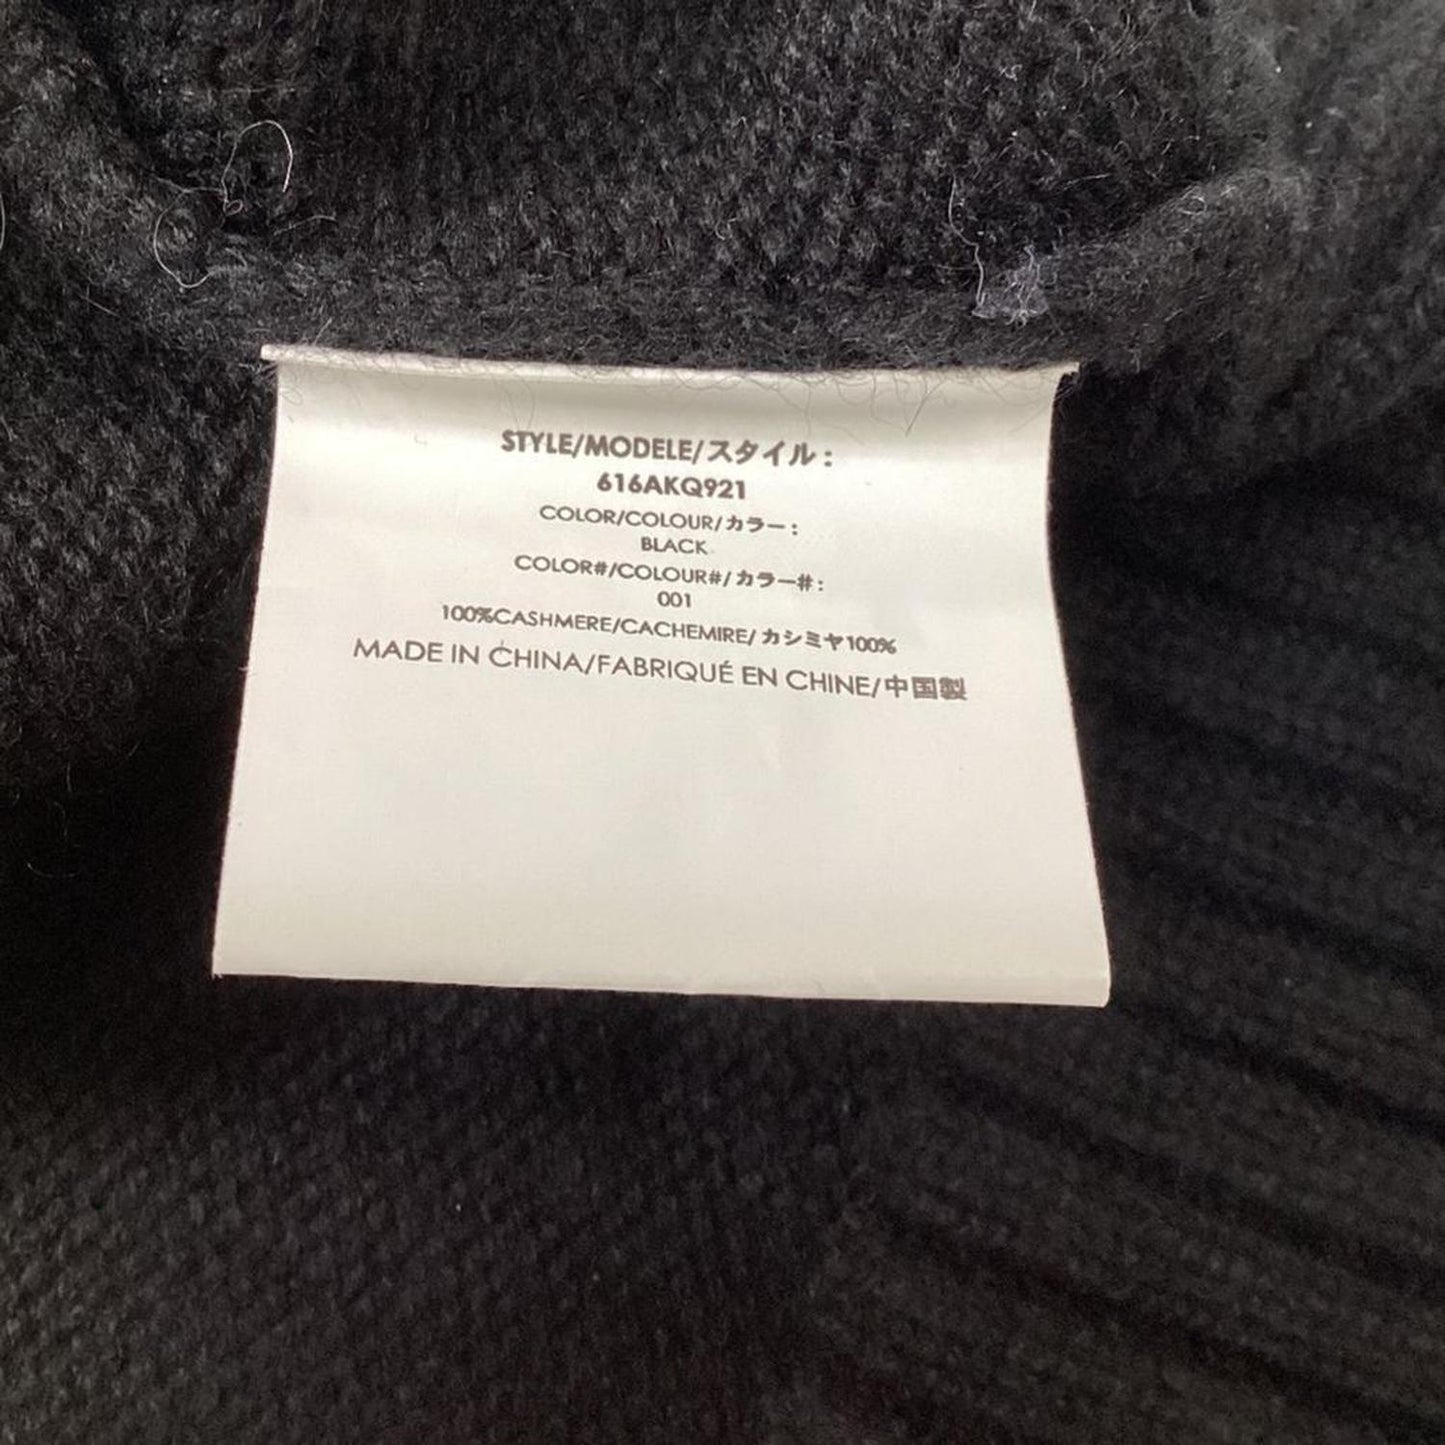 STYLE/MODELE/スタイル:
616AKQ921
COLOR/COLOUR/カラー:
BLACK
COLOR#/COLOUR#/カラー#:
001
100%CASHMERE/CACHEMIRE/カシミヤ100%
MADE IN CHINA/FABRIQUÉ EN CHINE/中国製